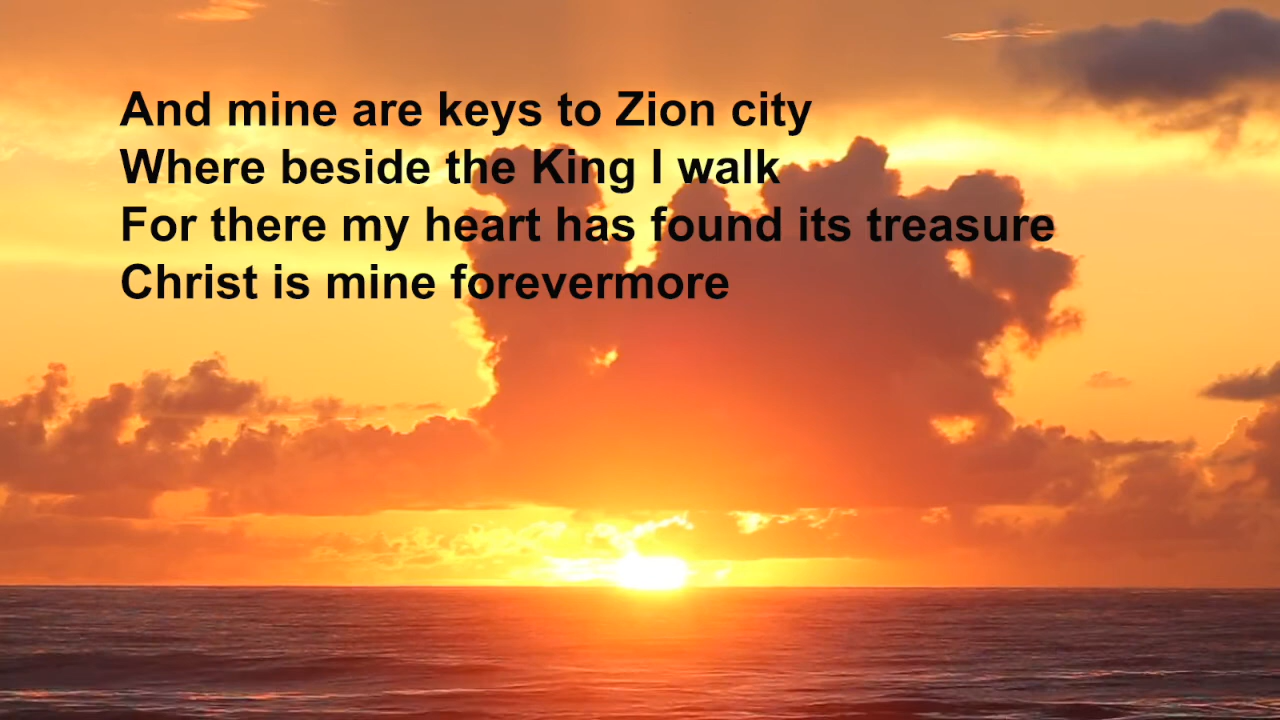 And mine are keys to Zion city
Where beside the King I walk
For there my heart has found its treasure
Christ is mine forevermore